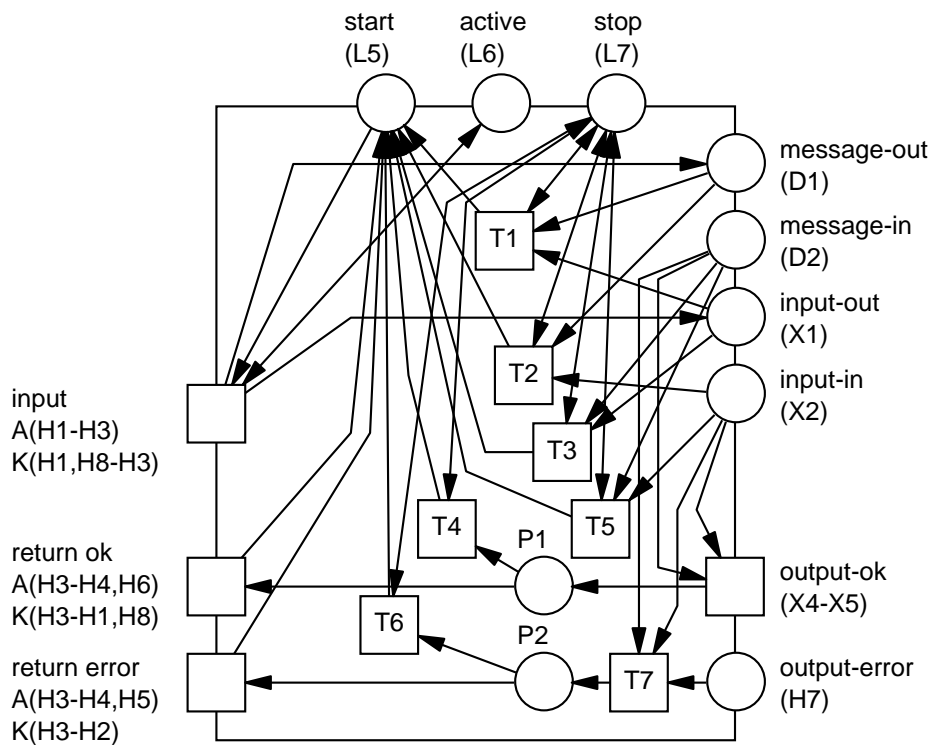 start
(L5)
active
(L6)
stop
(L7)
message-out
(D1)
message-in
(D2)
input-out
(X1)
input-in
(X2)
T1
T2
T3
T4
T5
T6
T7
P1
P2
input
A(H1-H3)
K(H1,H8-H3)
return ok
A(H3-H4,H6)
K(H3-H1,H8)
return error
A(H3-H4,H5)
K(H3-H2)
output-ok
(X4-X5)
output-error
(H7)